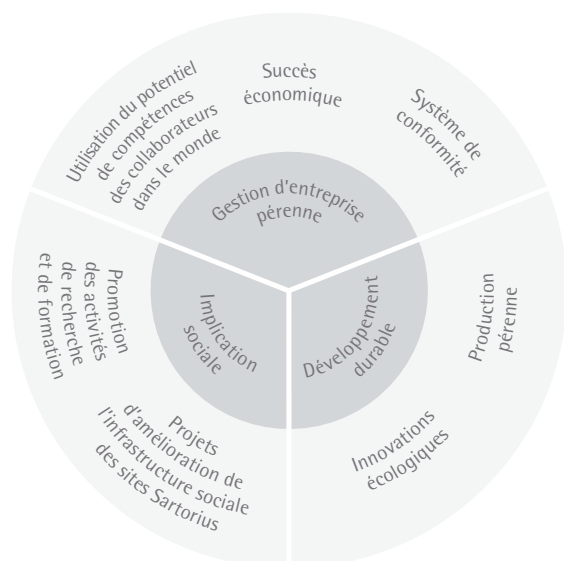 Utilisation du potentiel
de compétences
des collaborateurs
dans le monde
Succès
économique
Système de
conformité
Gestion d'entreprise
pérenne
Promotion
des activités
de recherche
et de formation
Implication
sociale
Développement
durable
Production
pérenne
Projets
d'amélioration de
l'infrastructure sociale
des sites Sartorius
Innovations
écologiques